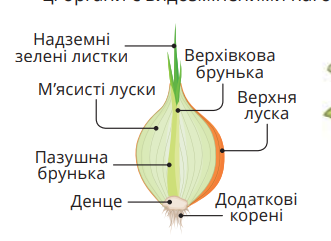 Надземні
зелені листки
Верхівкова
брунька
М'ясисті луски
Верхня
луска
Пазушна
брунька
Денце
Додаткові
корені